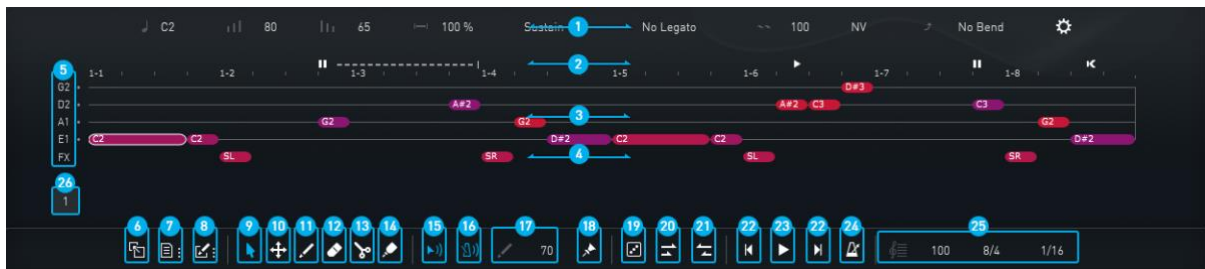 C2 80 65 100 % Sustain 1 No Legato 100 NV No Bend
2
5 1-1 1-2 1-3 1-4 1-5 1-6 1-7 1-8
G2 D#3
D2 A#2 A#2 C3 C3
A1 G2 G2 3 G2
E1 C2 C2 D#2 C2 C2 D#2
FX SL SR 4 SL SR
26
1
6 7 8 9 10 11 12 13 14 15 16 17 18 19 20 21 22 23 22 24 25
70 100 8/4 1/16